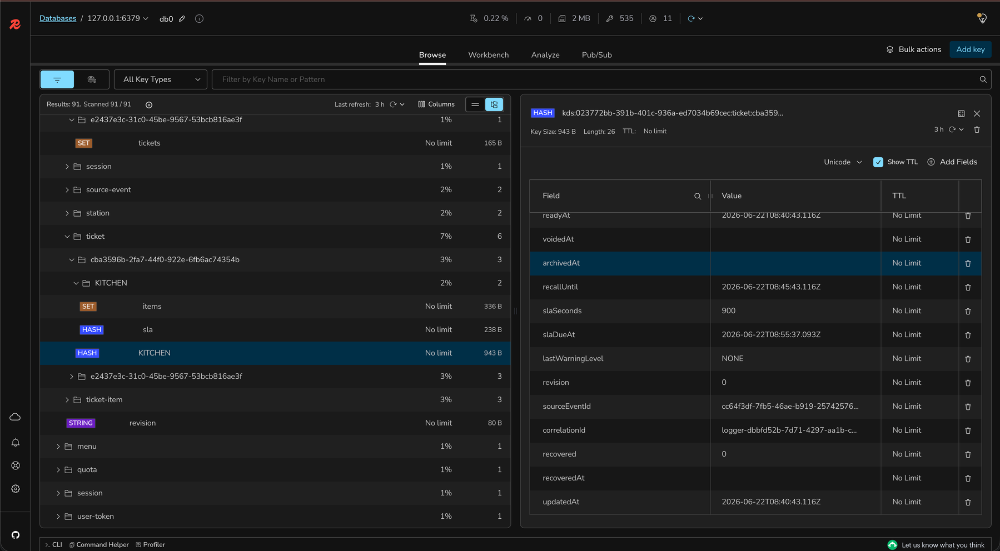 Databases / 127.0.0.1:6379 db0 0.22 % 0 2 MB 535 11
Browse Workbench Analyze Pub/Sub Bulk actions Add key
All Key Types Filter by Key Name or Pattern
Results: 91. Scanned 91 / 91 Last refresh: 3 h Columns
e2437e3c-31c0-45be-9567-53bcb816ae3f 1% 1
SET tickets No limit 165 B
session 1% 1
source-event 2% 2
station 2% 2
ticket 7% 6
cba3596b-2fa7-44f0-922e-6fb6ac74354b 3% 3
KITCHEN 2% 2
SET items No limit 336 B
HASH sla No limit 238 B
HASH KITCHEN No limit 943 B
e2437e3c-31c0-45be-9567-53bcb816ae3f 3% 3
ticket-item 3% 3
STRING revision No limit 80 B
menu 1% 1
quota 1% 1
session 1% 1
user-token 1% 1
HASH kds:023772bb-391b-401c-936a-ed7034b69cec:ticket:cba359...
Key Size: 943 B Length: 26 TTL: No limit 3 h
Unicode Show TTL Add Fields
Field Value TTL
readyAt 2026-06-22T08:40:43.116Z No Limit
voidedAt No Limit
archivedAt No Limit
recallUntil 2026-06-22T08:45:43.116Z No Limit
slaSeconds 900 No Limit
slaDueAt 2026-06-22T08:55:37.093Z No Limit
lastWarningLevel NONE No Limit
revision 0 No Limit
sourceEventId cc64f3df-7fb5-46ae-b919-25742576... No Limit
correlationId logger-dbbfd52b-7d71-4297-aa1b-c... No Limit
recovered 0 No Limit
recoveredAt No Limit
updatedAt 2026-06-22T08:40:43.116Z No Limit
>_ CLI Command Helper Profiler Let us know what you think